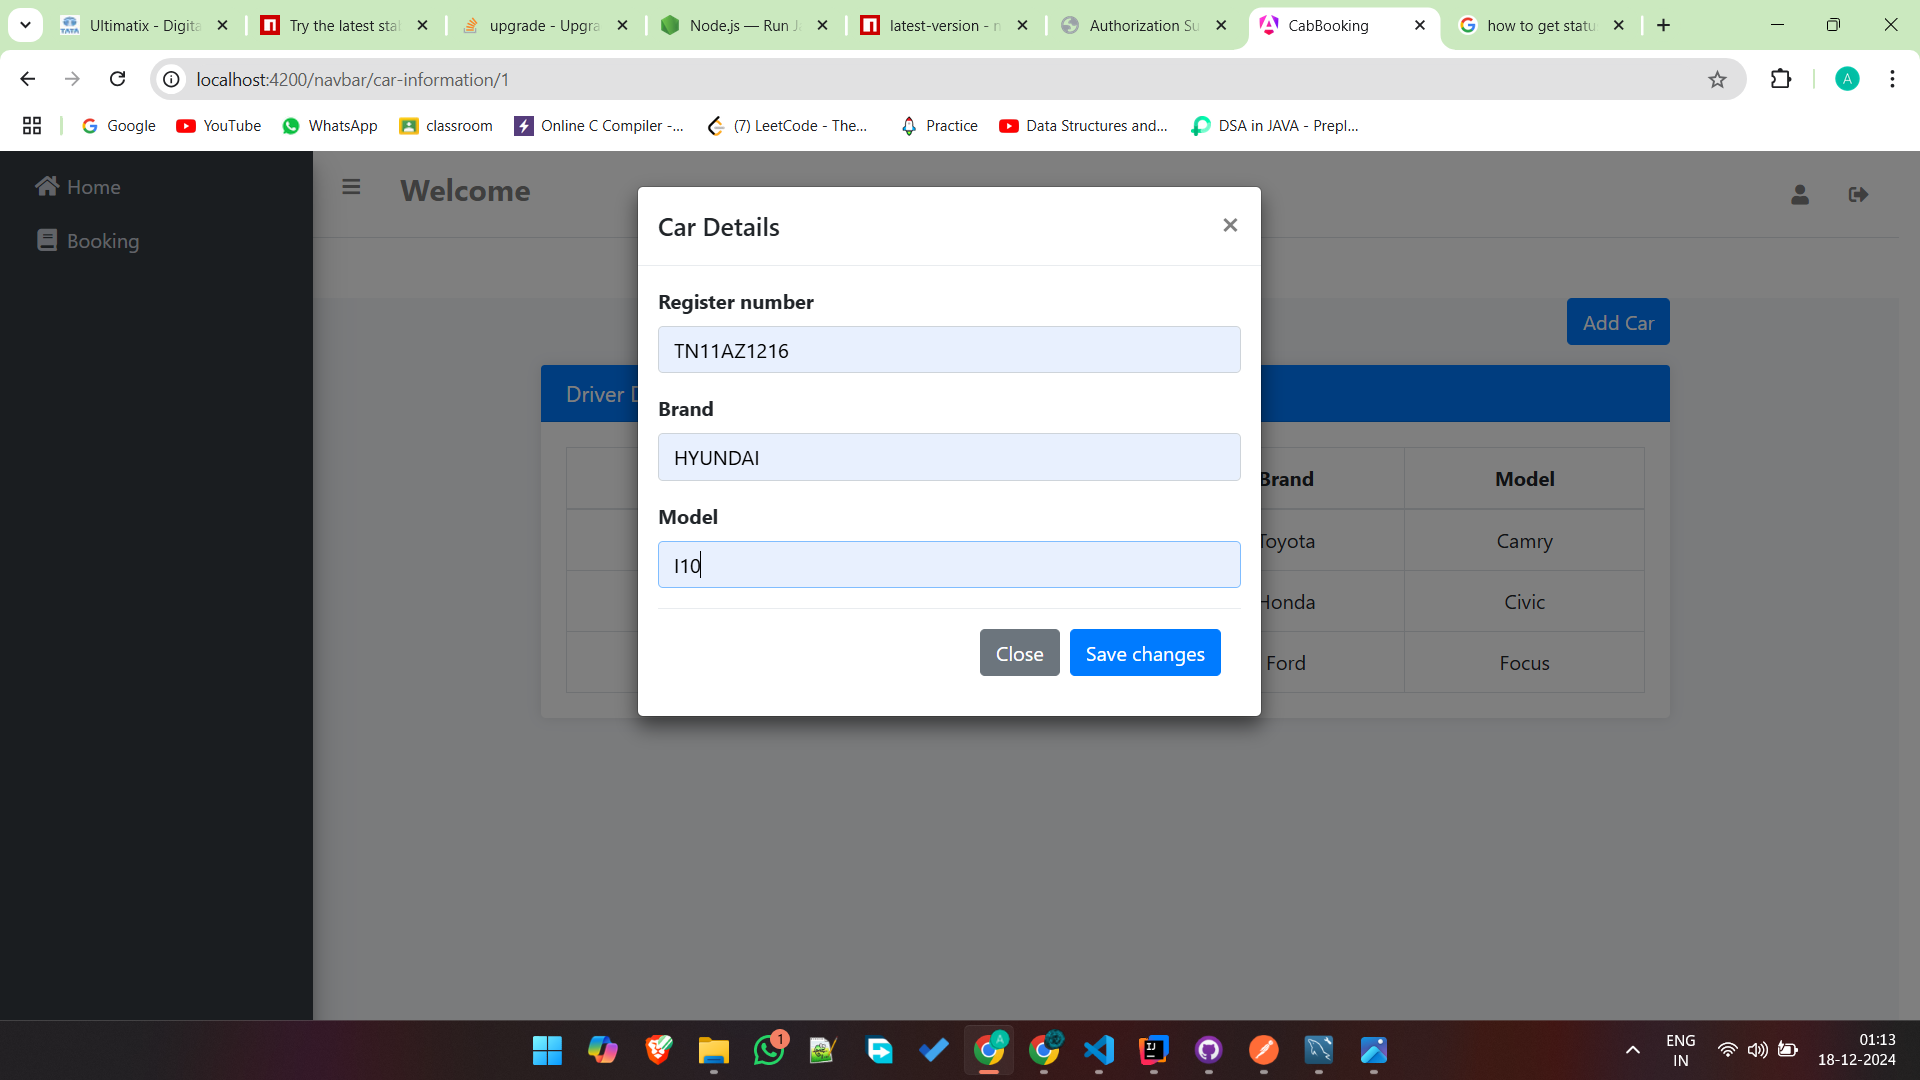 Ultimatix - Digita
Try the latest stab
upgrade - Upgra
Node.js — Run Ja
latest-version - n
Authorization Su
CabBooking
how to get statu
localhost:4200/navbar/car-information/1
A
Google
YouTube
WhatsApp
classroom
Online C Compiler -...
(7) LeetCode - The...
Practice
Data Structures and...
DSA in JAVA - Prepl...
Home
Booking
Welcome
Add Car
Driver
Brand
Model
Toyota
Camry
Honda
Civic
Ford
Focus
Car Details
Register number
TN11AZ1216
Brand
HYUNDAI
Model
I10
Close
Save changes
1
ENG
IN
01:13
18-12-2024